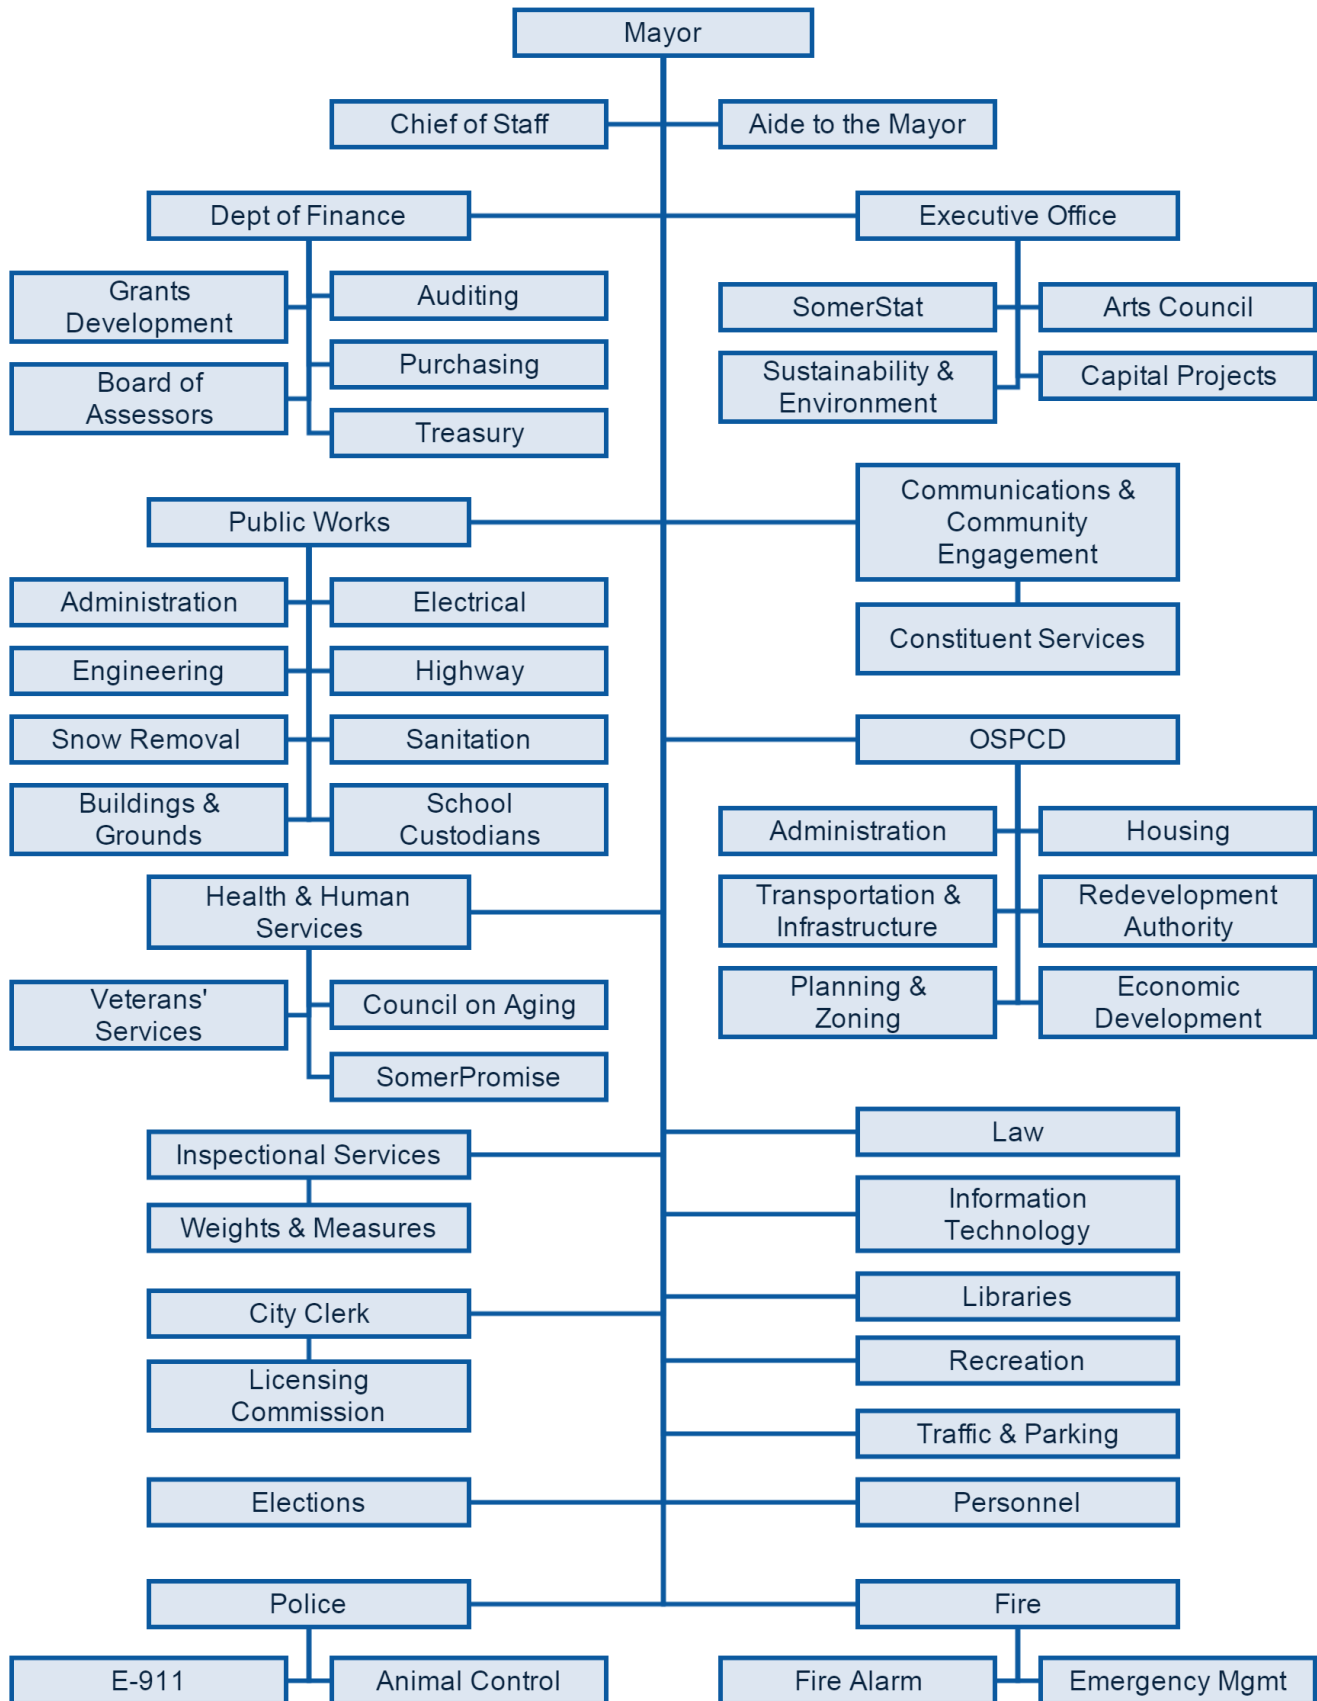 Mayor
Chief of Staff
Aide to the Mayor
Dept of Finance
Executive Office
Grants
Development
Auditing
Board of
Assessors
Purchasing
Treasury
SomerStat
Arts Council
Sustainability &
Environment
Capital Projects
Public Works
Communications &
Community
Engagement
Administration
Electrical
Engineering
Highway
Snow Removal
Sanitation
Buildings &
Grounds
School
Custodians
Constituent Services
OSPCD
Administration
Housing
Transportation &
Infrastructure
Redevelopment
Authority
Planning &
Zoning
Economic
Development
Health & Human
Services
Veterans'
Services
Council on Aging
SomerPromise
Inspectional Services
Weights & Measures
Law
Information
Technology
City Clerk
Licensing
Commission
Libraries
Recreation
Traffic & Parking
Elections
Personnel
Police
Fire
E-911
Animal Control
Fire Alarm
Emergency Mgmt